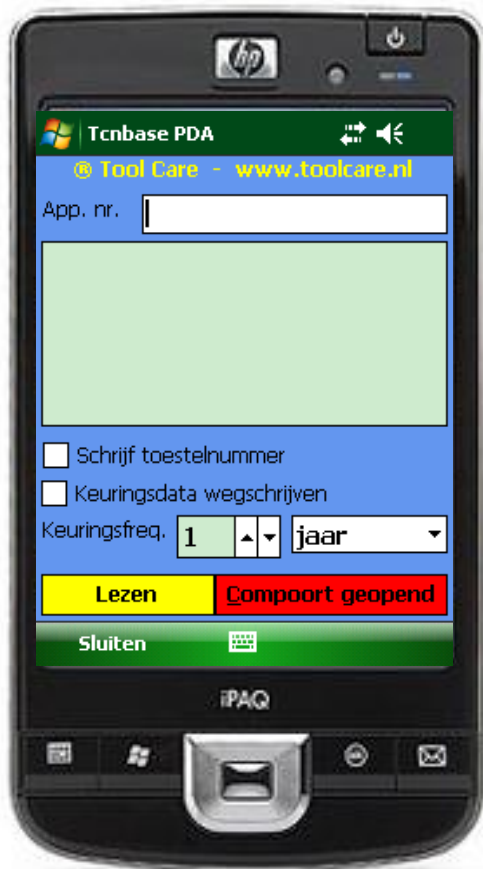 hp
Tcnbase PDA
® Tool Care - www.toolcare.nl
App. nr.
Schrijf toestelnummer
Keuringsdata wegschrijven
Keuringsfreq. 1 jaar
Lezen Compoort geopend
Sluiten
iPAQ